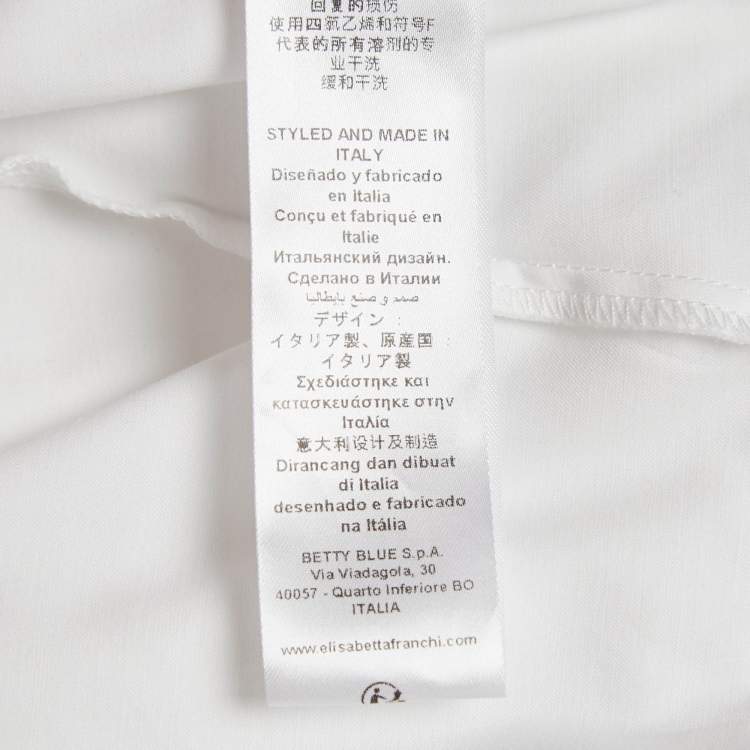 回复的损伤
使用四氯乙烯和符号F
代表的所有溶剂的专
业干洗
缓和干洗
STYLED AND MADE IN
ITALY
Diseñado y fabricado
en Italia
Conçu et fabriqué en
Italie
Итальянский дизайн.
Сделано в Италии
صمم و صنع بإيطاليا
デザイン :
イタリア製、原産国 :
イタリア製
Σχεδιάστηκε και
κατασκευάστηκε στην
Ιταλία
意大利设计及制造
Dirancang dan dibuat
di Italia
desenhado e fabricado
na Itália
BETTY BLUE S.p.A.
Via Viadagola, 30
40057 - Quarto Inferiore BO
ITALIA
www.elisabettafranchi.com